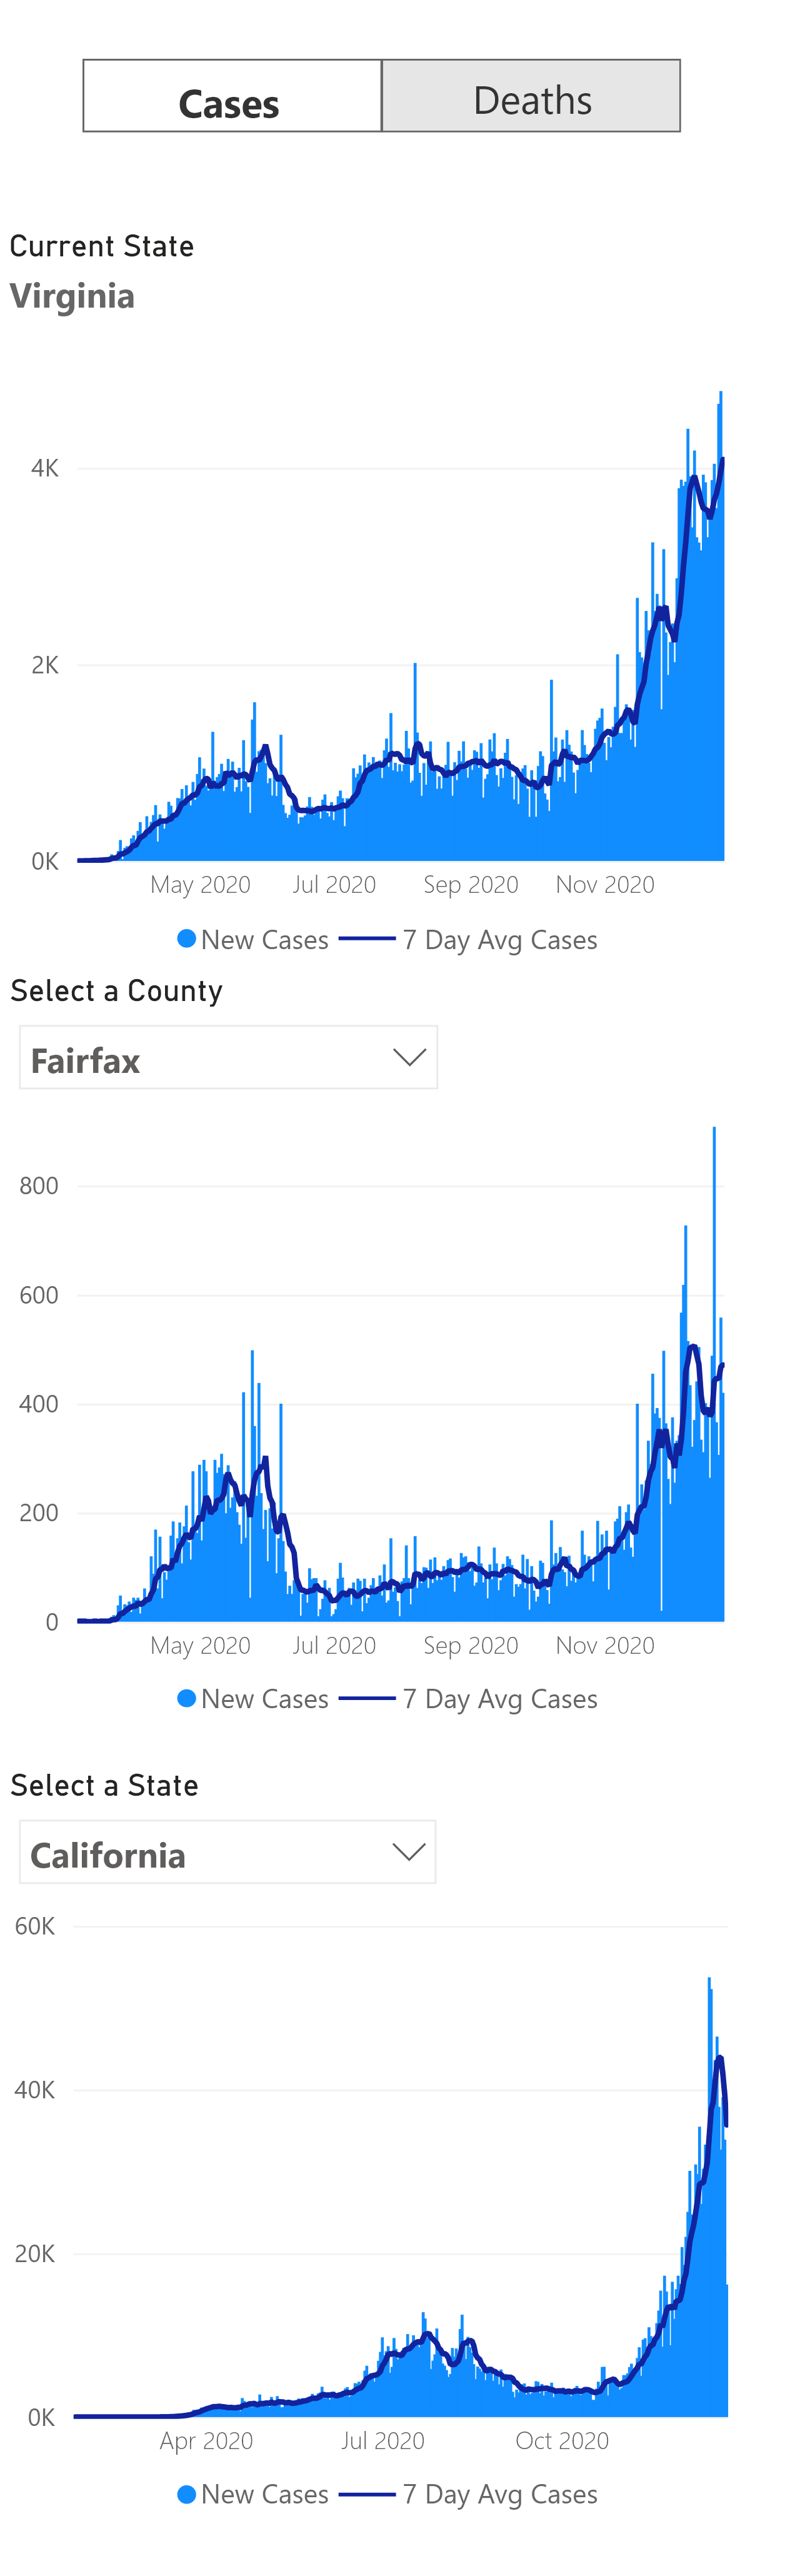 Cases Deaths
Current State
Virginia
4K
2K
0K
May 2020 Jul 2020 Sep 2020 Nov 2020
New Cases 7 Day Avg Cases
Select a County
Fairfax
800
600
400
200
0
May 2020 Jul 2020 Sep 2020 Nov 2020
New Cases 7 Day Avg Cases
Select a State
California
60K
40K
20K
0K
Apr 2020 Jul 2020 Oct 2020
New Cases 7 Day Avg Cases